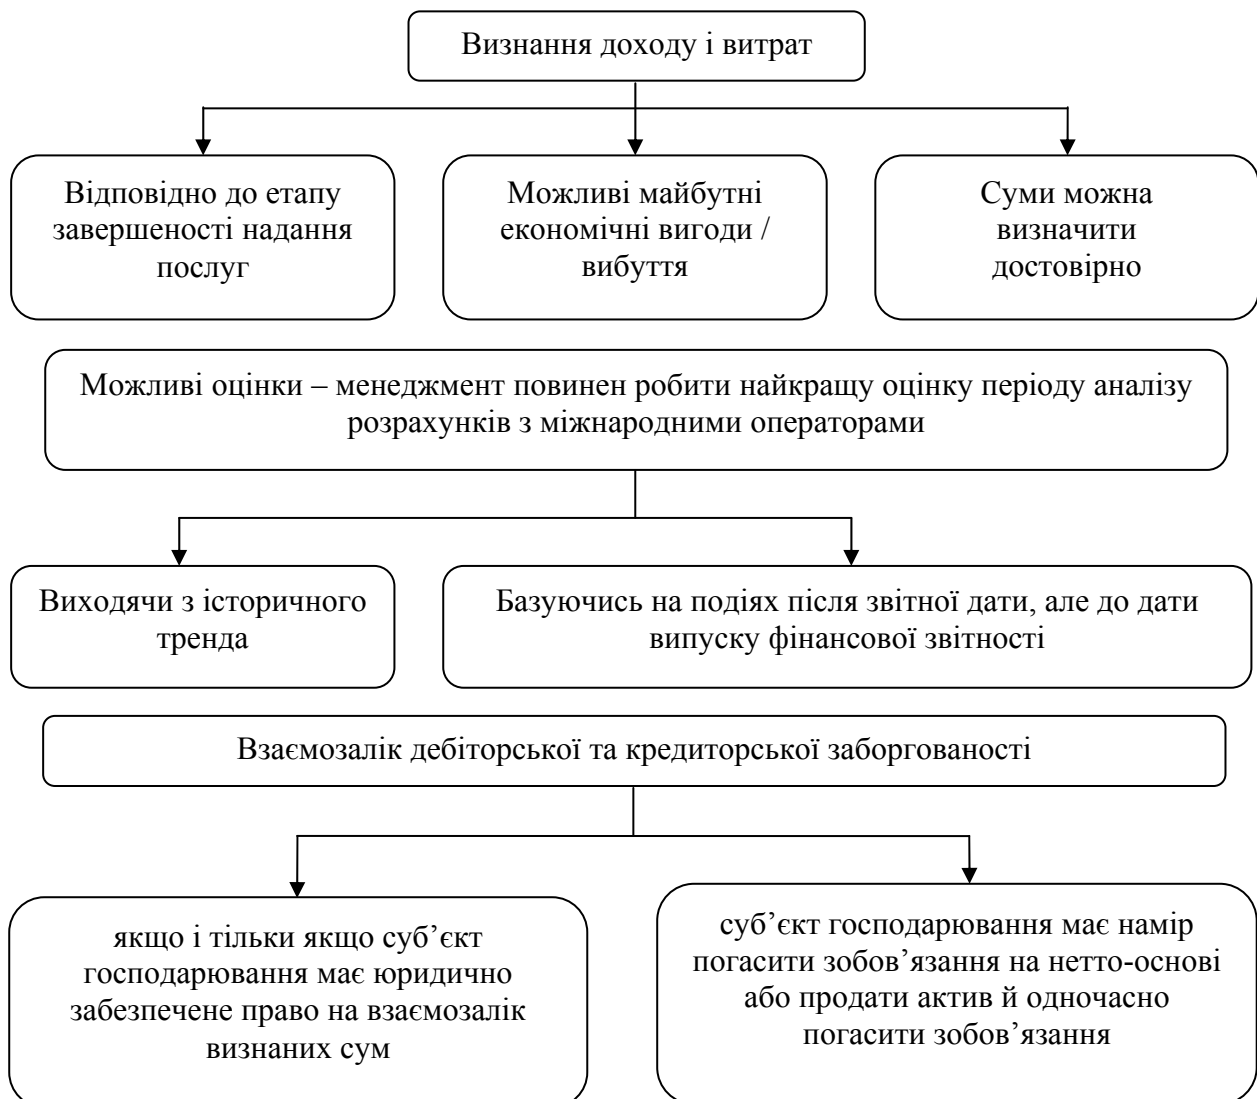 Визнання доходу і витрат
Відповідно до етапу
завершеності надання
послуг
Можливі майбутні
економічні вигоди /
вибуття
Суми можна
визначити
достовірно
Можливі оцінки – менеджмент повинен робити найкращу оцінку періоду аналізу
розрахунків з міжнародними операторами
Виходячи з історичного
тренда
Базуючись на подіях після звітної дати, але до дати
випуску фінансової звітності
Взаємозалік дебіторської та кредиторської заборгованості
якщо і тільки якщо суб’єкт
господарювання має юридично
забезпечене право на взаємозалік
визнаних сум
суб’єкт господарювання має намір
погасити зобов’язання на нетто-основі
або продати актив й одночасно
погасити зобов’язання